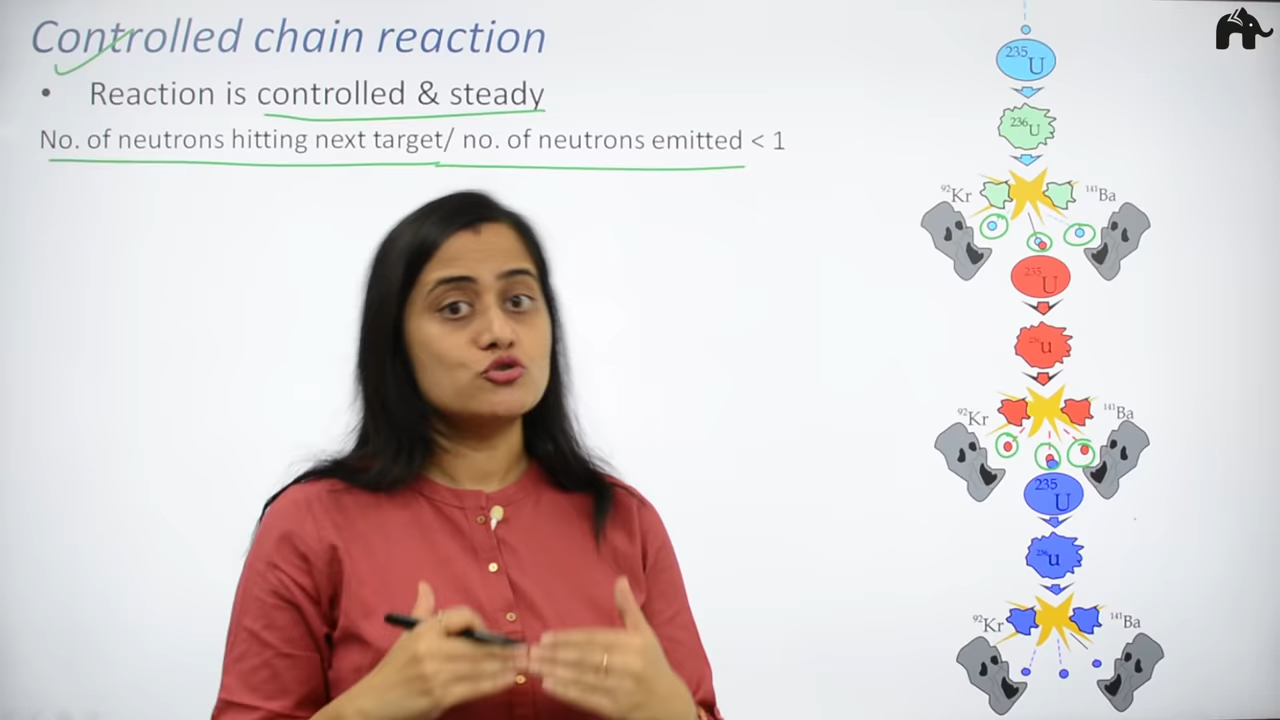 Controlled chain reaction
• Reaction is controlled & steady
No. of neutrons hitting next target/ no. of neutrons emitted < 1
235U
236U
92Kr
141Ba
235U
u
92Kr
141Ba
235U
236u
92Kr
141Ba